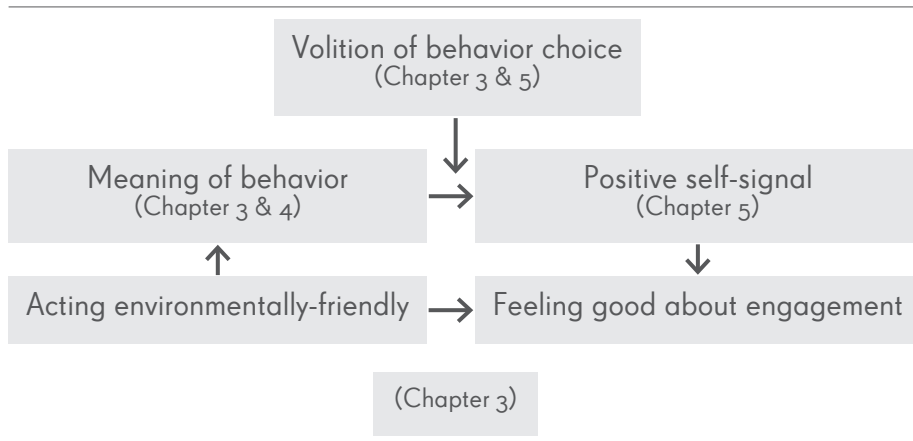 Volition of behavior choice
(Chapter 3 & 5)
Meaning of behavior
(Chapter 3 & 4)
Positive self-signal
(Chapter 5)
Acting environmentally-friendly
Feeling good about engagement
(Chapter 3)